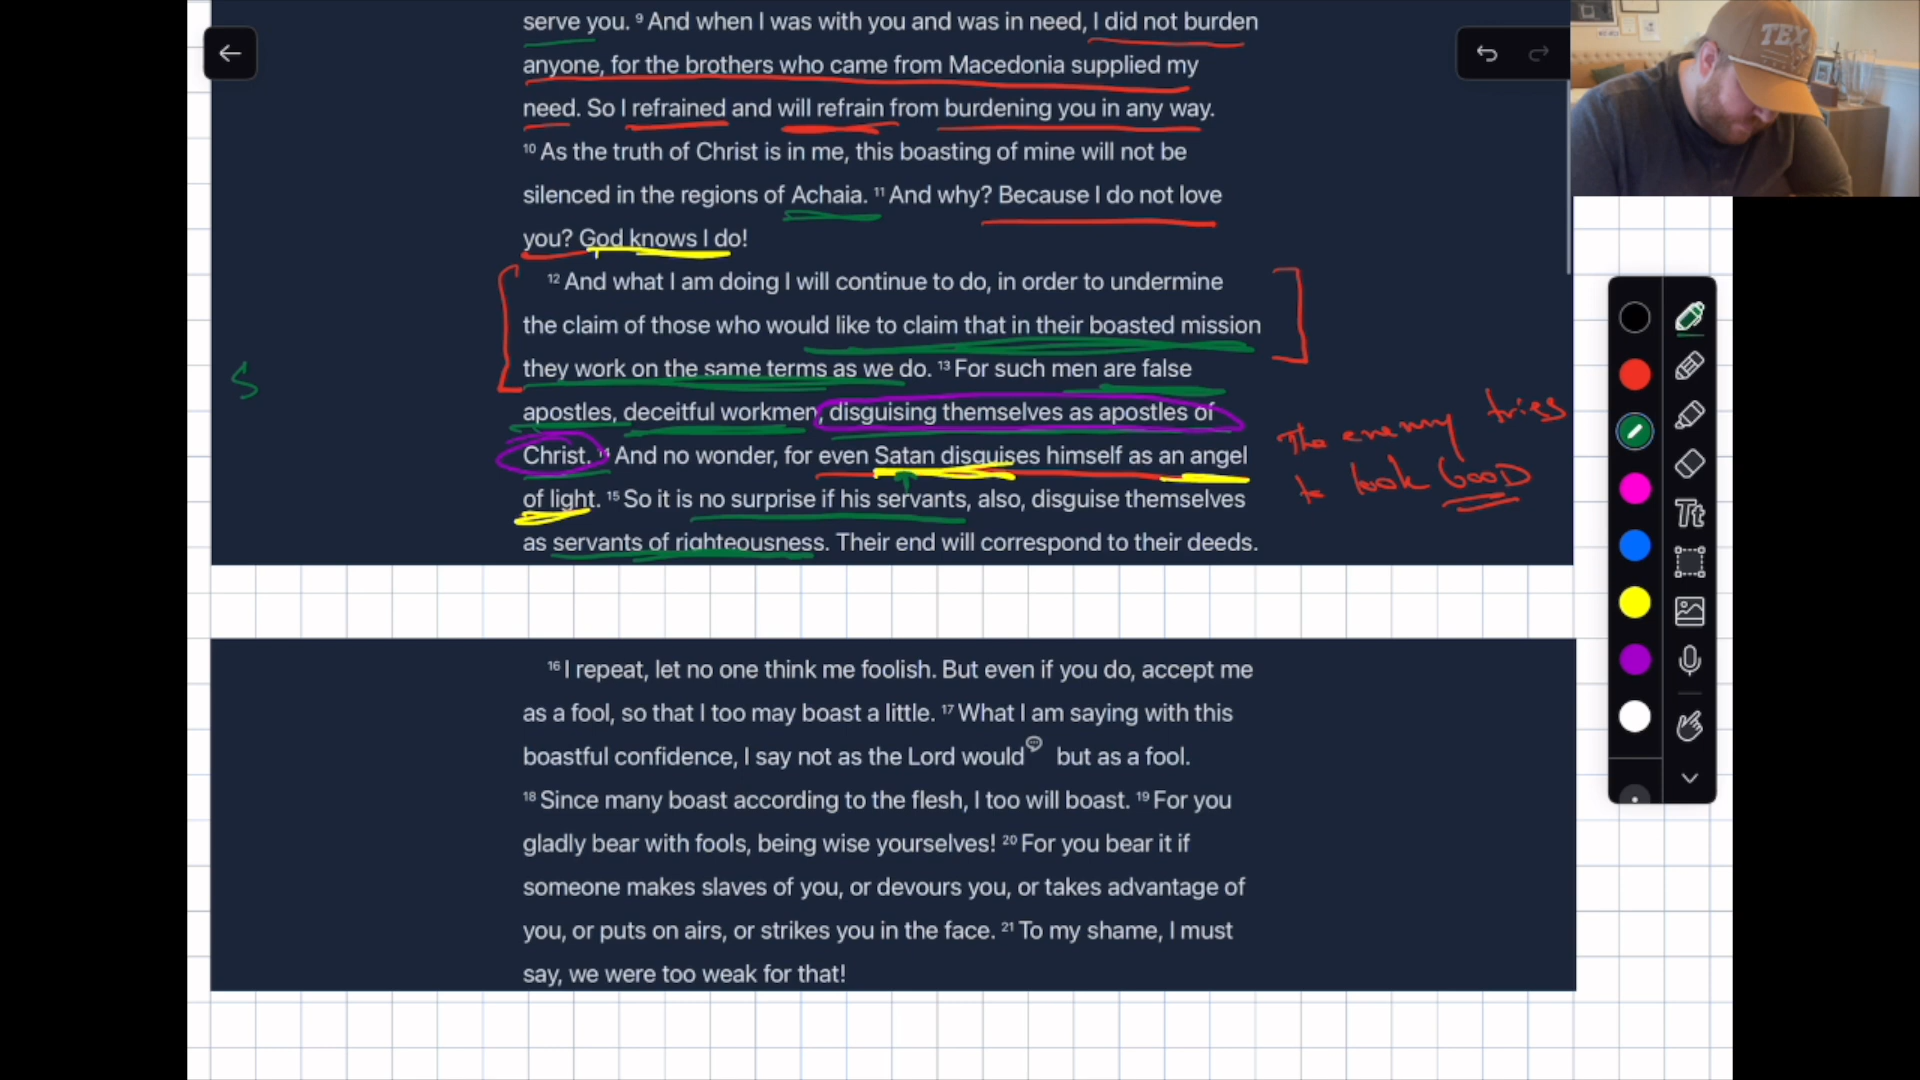 serve you. 9 And when I was with you and was in need, I did not burden
anyone, for the brothers who came from Macedonia supplied my
need. So I refrained and will refrain from burdening you in any way.
10 As the truth of Christ is in me, this boasting of mine will not be
silenced in the regions of Achaia. 11 And why? Because I do not love
you? God knows I do!
12 And what I am doing I will continue to do, in order to undermine
the claim of those who would like to claim that in their boasted mission
they work on the same terms as we do. 13 For such men are false
apostles, deceitful workmen, disguising themselves as apostles of
Christ. And no wonder, for even Satan disguises himself as an angel
of light. 15 So it is no surprise if his servants, also, disguise themselves
as servants of righteousness. Their end will correspond to their deeds.
S
The enemy tries
to look GOOD
16 I repeat, let no one think me foolish. But even if you do, accept me
as a fool, so that I too may boast a little. 17 What I am saying with this
boastful confidence, I say not as the Lord would but as a fool.
18 Since many boast according to the flesh, I too will boast. 19 For you
gladly bear with fools, being wise yourselves! 20 For you bear it if
someone makes slaves of you, or devours you, or takes advantage of
you, or puts on airs, or strikes you in the face. 21 To my shame, I must
say, we were too weak for that!
Tt